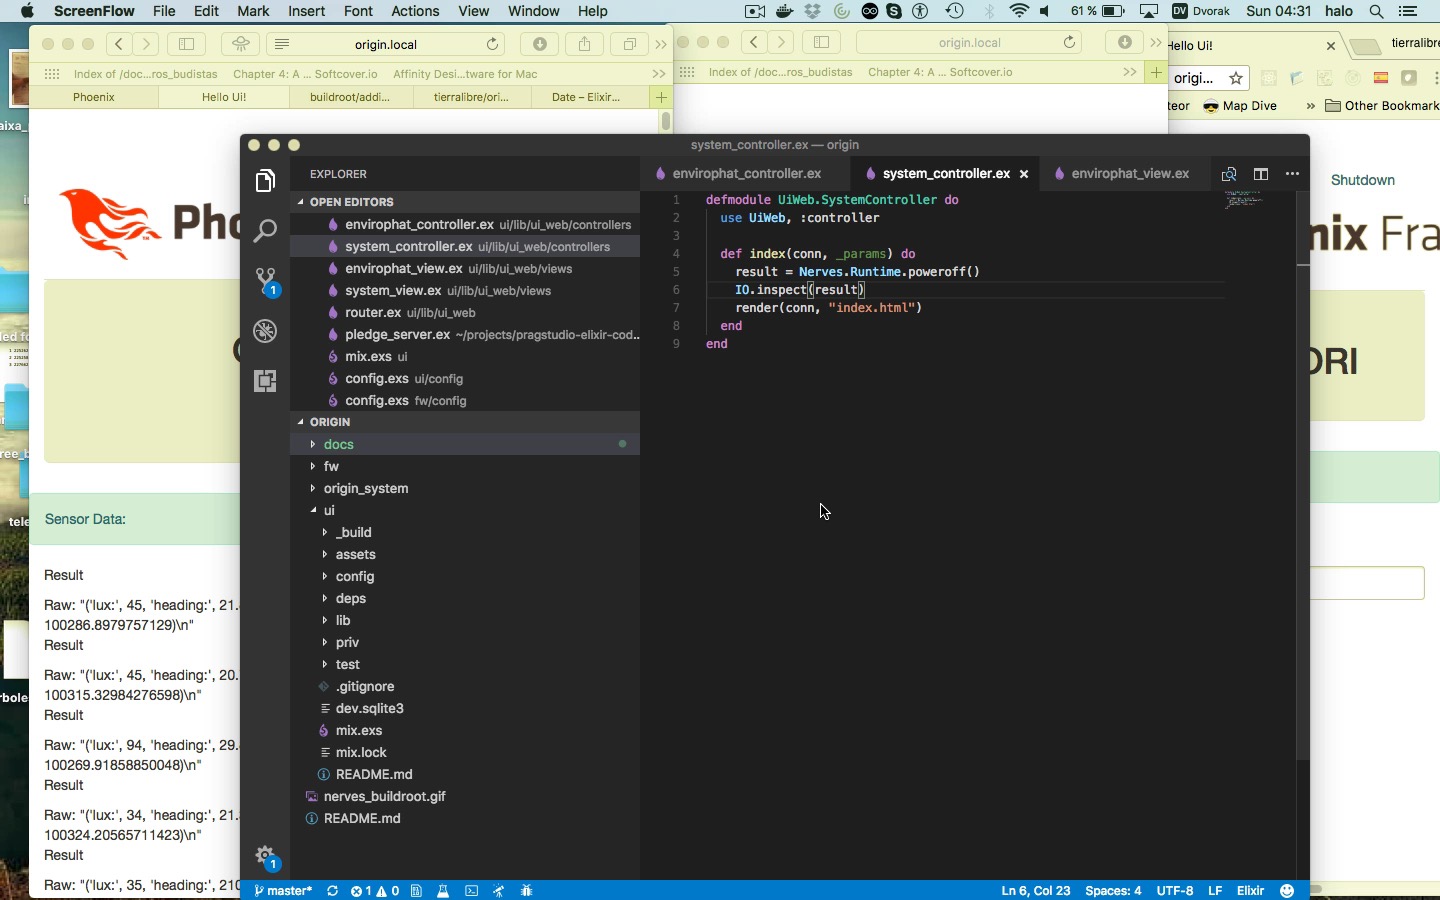 ScreenFlow File Edit Mark Insert Font Actions View Window Help 61% DV Dvorak Sun 04:31 halo
origin.local
Index of /doc...ros_budistas Chapter 4: A ... Softcover.io Affinity Desi...tware for Mac >>
Phoenix Hello Ui! buildroot/addi... tierralibre/ori... Date – Elixir... +
origin.local
Index of /doc...ros_budistas Chapter 4: A ... Softcover.io >> +
Hello Ui! × tierralibre
origi...
teor Map Dive » Other Bookmark
Shutdown
Pho
nix Fra
ORI
Sensor Data:
Result
Raw: "('lux:', 45, 'heading:', 21.
100286.8979757129)\n"
Result
Raw: "('lux:', 45, 'heading:', 20.
100315.32984276598)\n"
Result
Raw: "('lux:', 94, 'heading:', 29.
100269.91858850048)\n"
Result
Raw: "('lux:', 34, 'heading:', 21.
100324.20565711423)\n"
Result
Raw: "('lux:', 35, 'heading:', 210
system_controller.ex — origin
EXPLORER
OPEN EDITORS
envirophat_controller.ex ui/lib/ui_web/controllers
system_controller.ex ui/lib/ui_web/controllers
envirophat_view.ex ui/lib/ui_web/views
system_view.ex ui/lib/ui_web/views
router.ex ui/lib/ui_web
pledge_server.ex ~/projects/pragstudio-elixir-cod...
mix.exs ui
config.exs ui/config
config.exs fw/config
ORIGIN
docs
fw
origin_system
ui
_build
assets
config
deps
lib
priv
test
.gitignore
dev.sqlite3
mix.exs
mix.lock
README.md
nerves_buildroot.gif
README.md
1
1
envirophat_controller.ex system_controller.ex × envirophat_view.ex ...
1 defmodule UiWeb.SystemController do
2 use UiWeb, :controller
3
4 def index(conn, _params) do
5 result = Nerves.Runtime.poweroff()
6 IO.inspect(result)
7 render(conn, "index.html")
8 end
9 end
master* 1 0 Ln 6, Col 23 Spaces: 4 UTF-8 LF Elixir